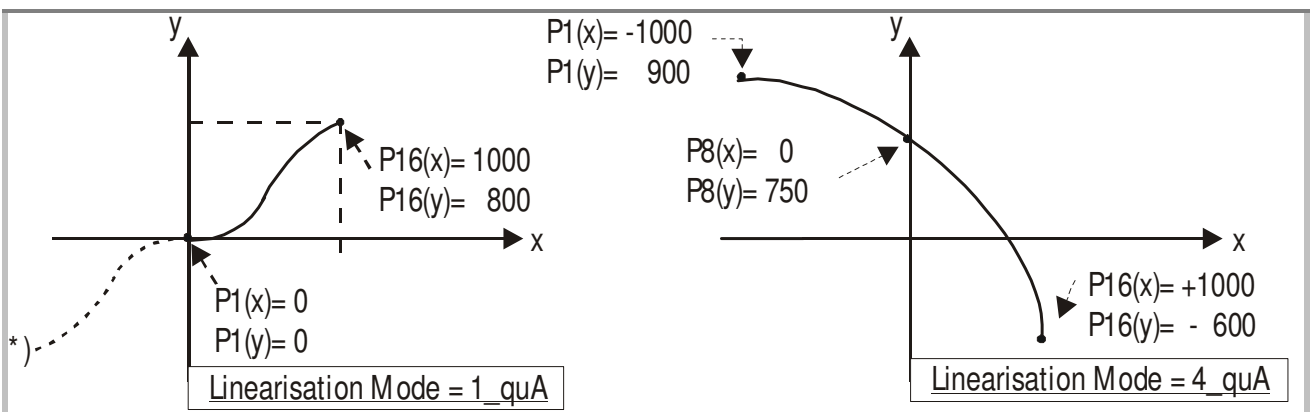 y
P16(x)= 1000
P16(y)= 800
x
P1(x)= 0
P1(y)= 0
*)
Linearisation Mode = 1_quA
P1(x)= -1000
P1(y)= 900
y
P8(x)= 0
P8(y)= 750
x
P16(x)= +1000
P16(y)= - 600
Linearisation Mode = 4_quA